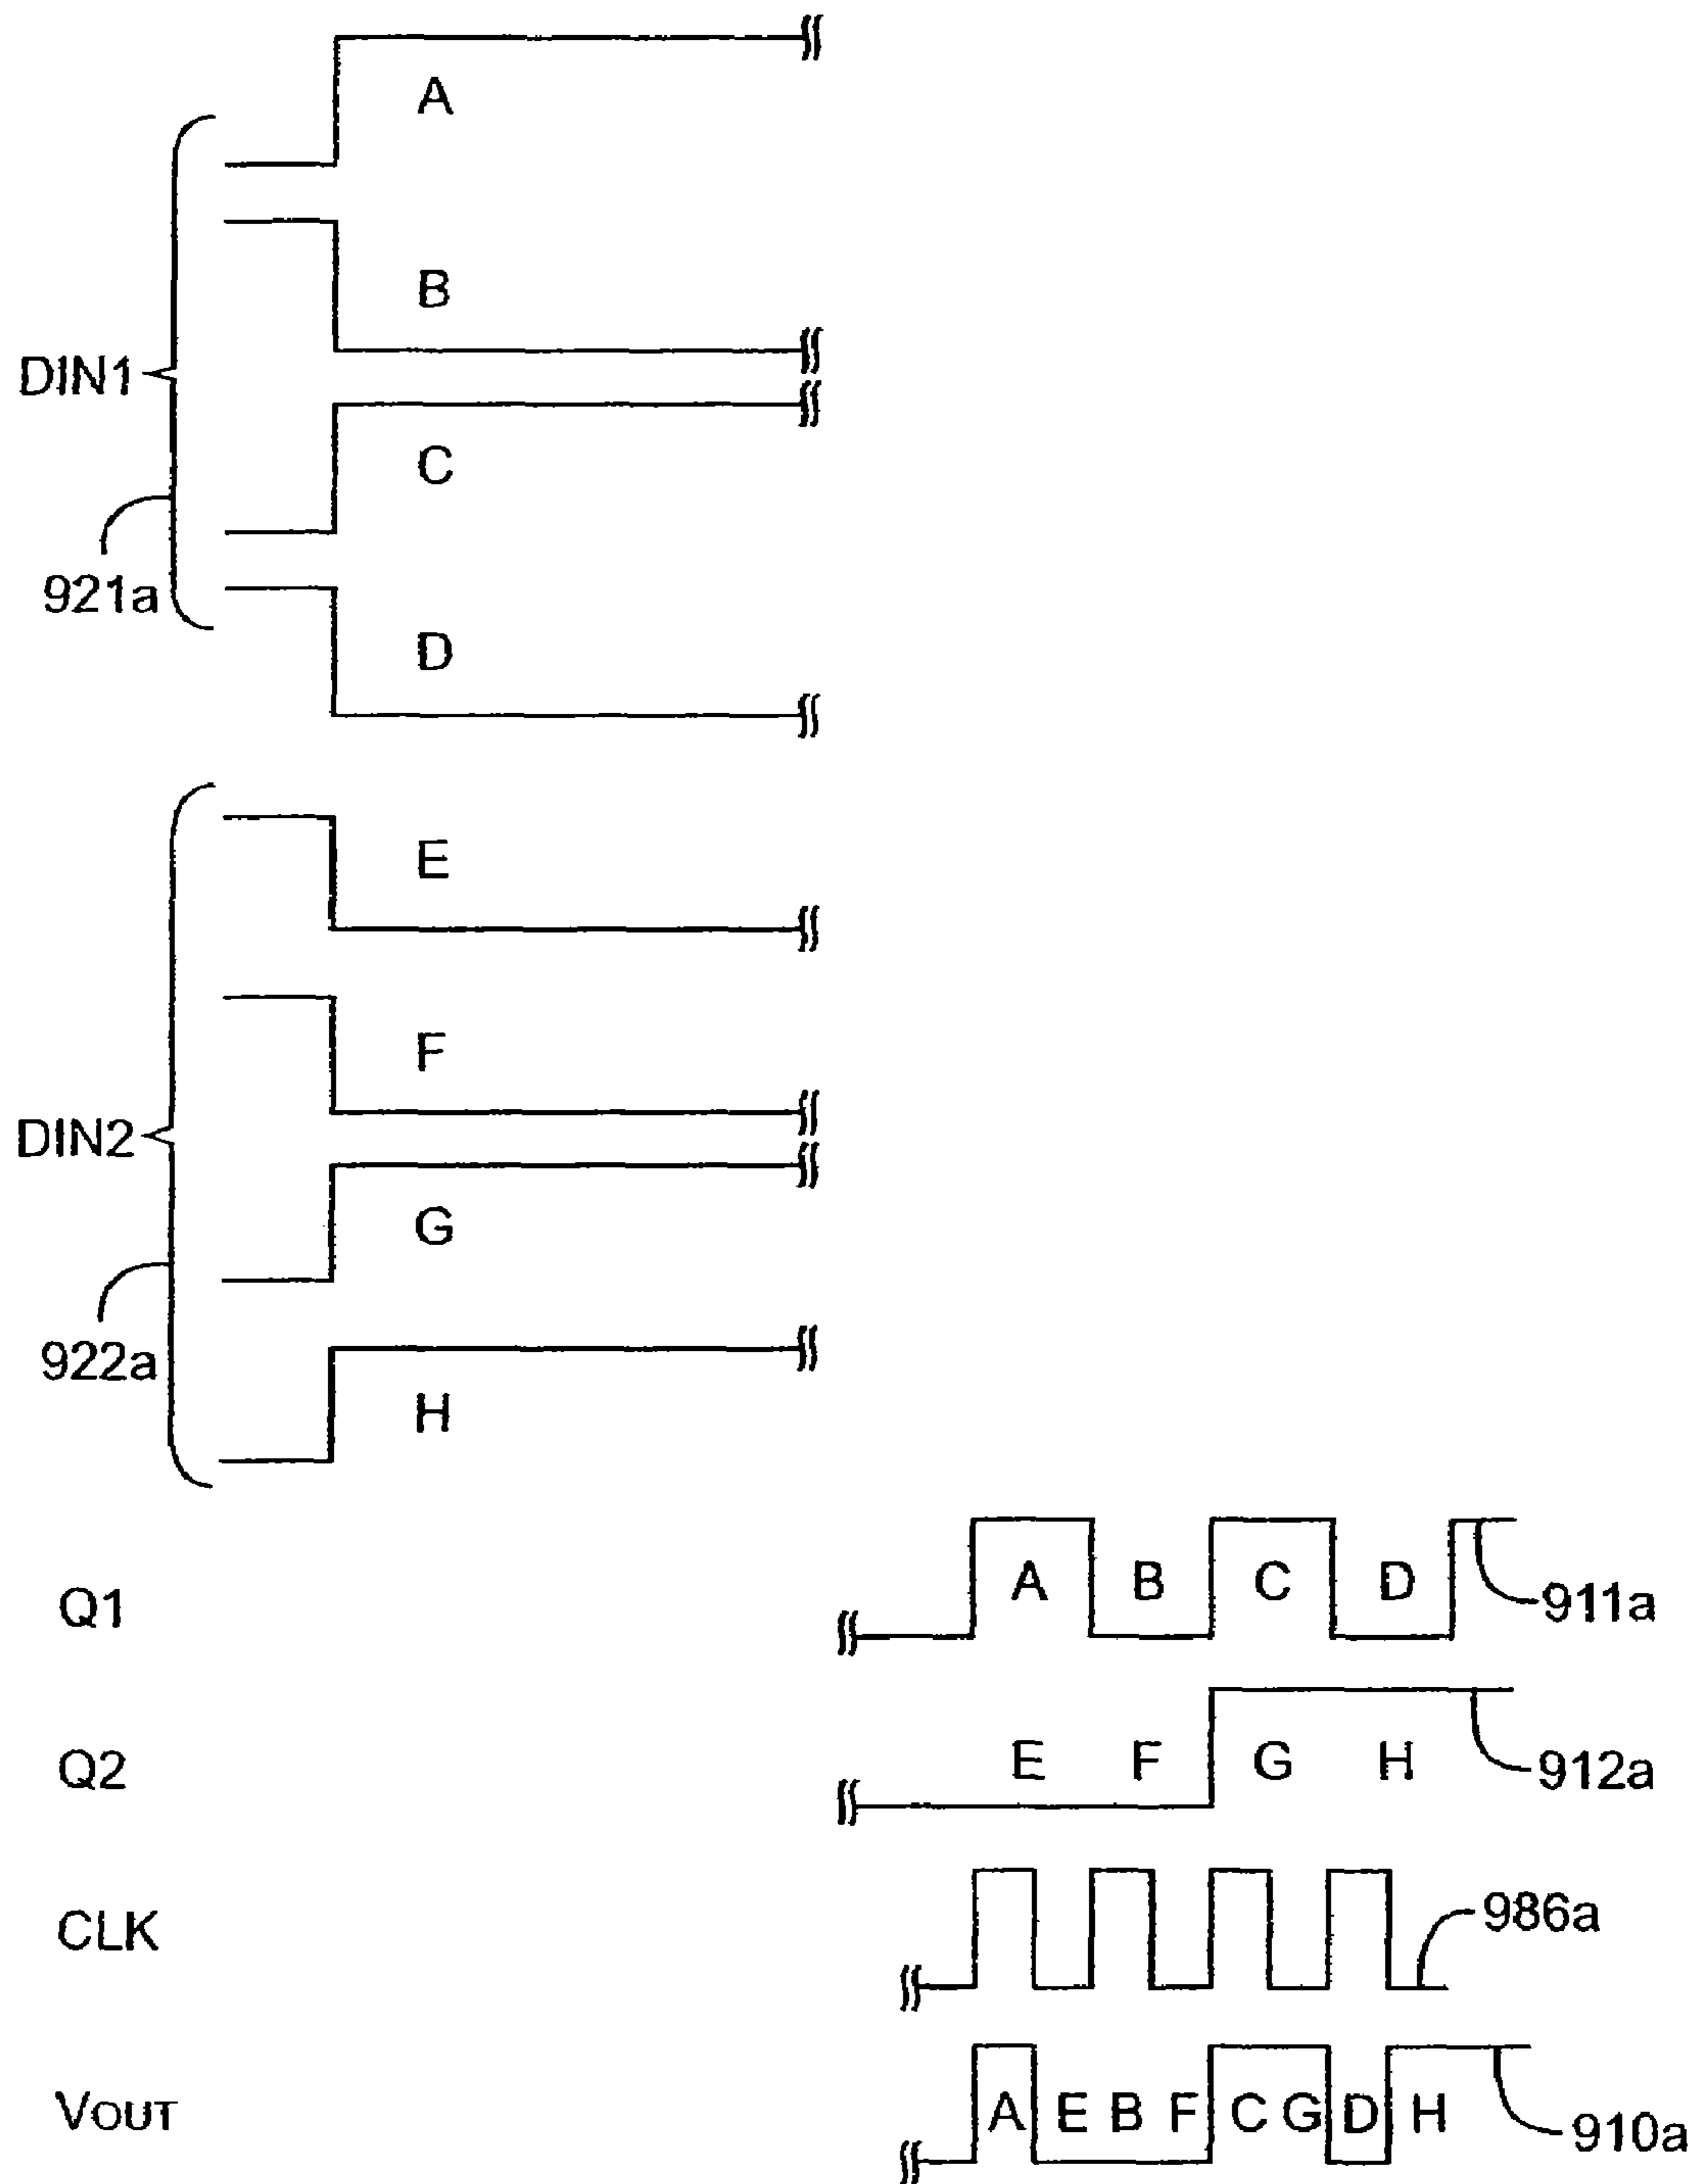 A
B
DIN1
C
921a
D
E
F
DIN2
G
922a
H
Q1 A B C D 911a
Q2 E F G H 912a
CLK 986a
VOUT A E B F C G D H 910a